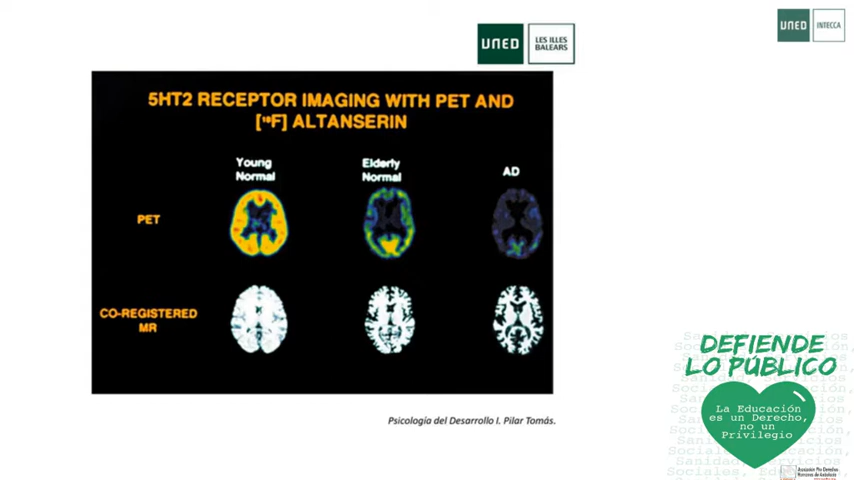 UNED
LES ILLES
BALEARS
UNED
INTECCA
5HT2 RECEPTOR IMAGING WITH PET AND
[¹⁸F] ALTANSERIN
Young
Normal
Elderly
Normal
AD
PET
CO-REGISTERED
MR
Psicología del Desarrollo I. Pilar Tomás.
DEFIENDE
LO PÚBLICO
La Educación
es un Derecho,
no un
Privilegio